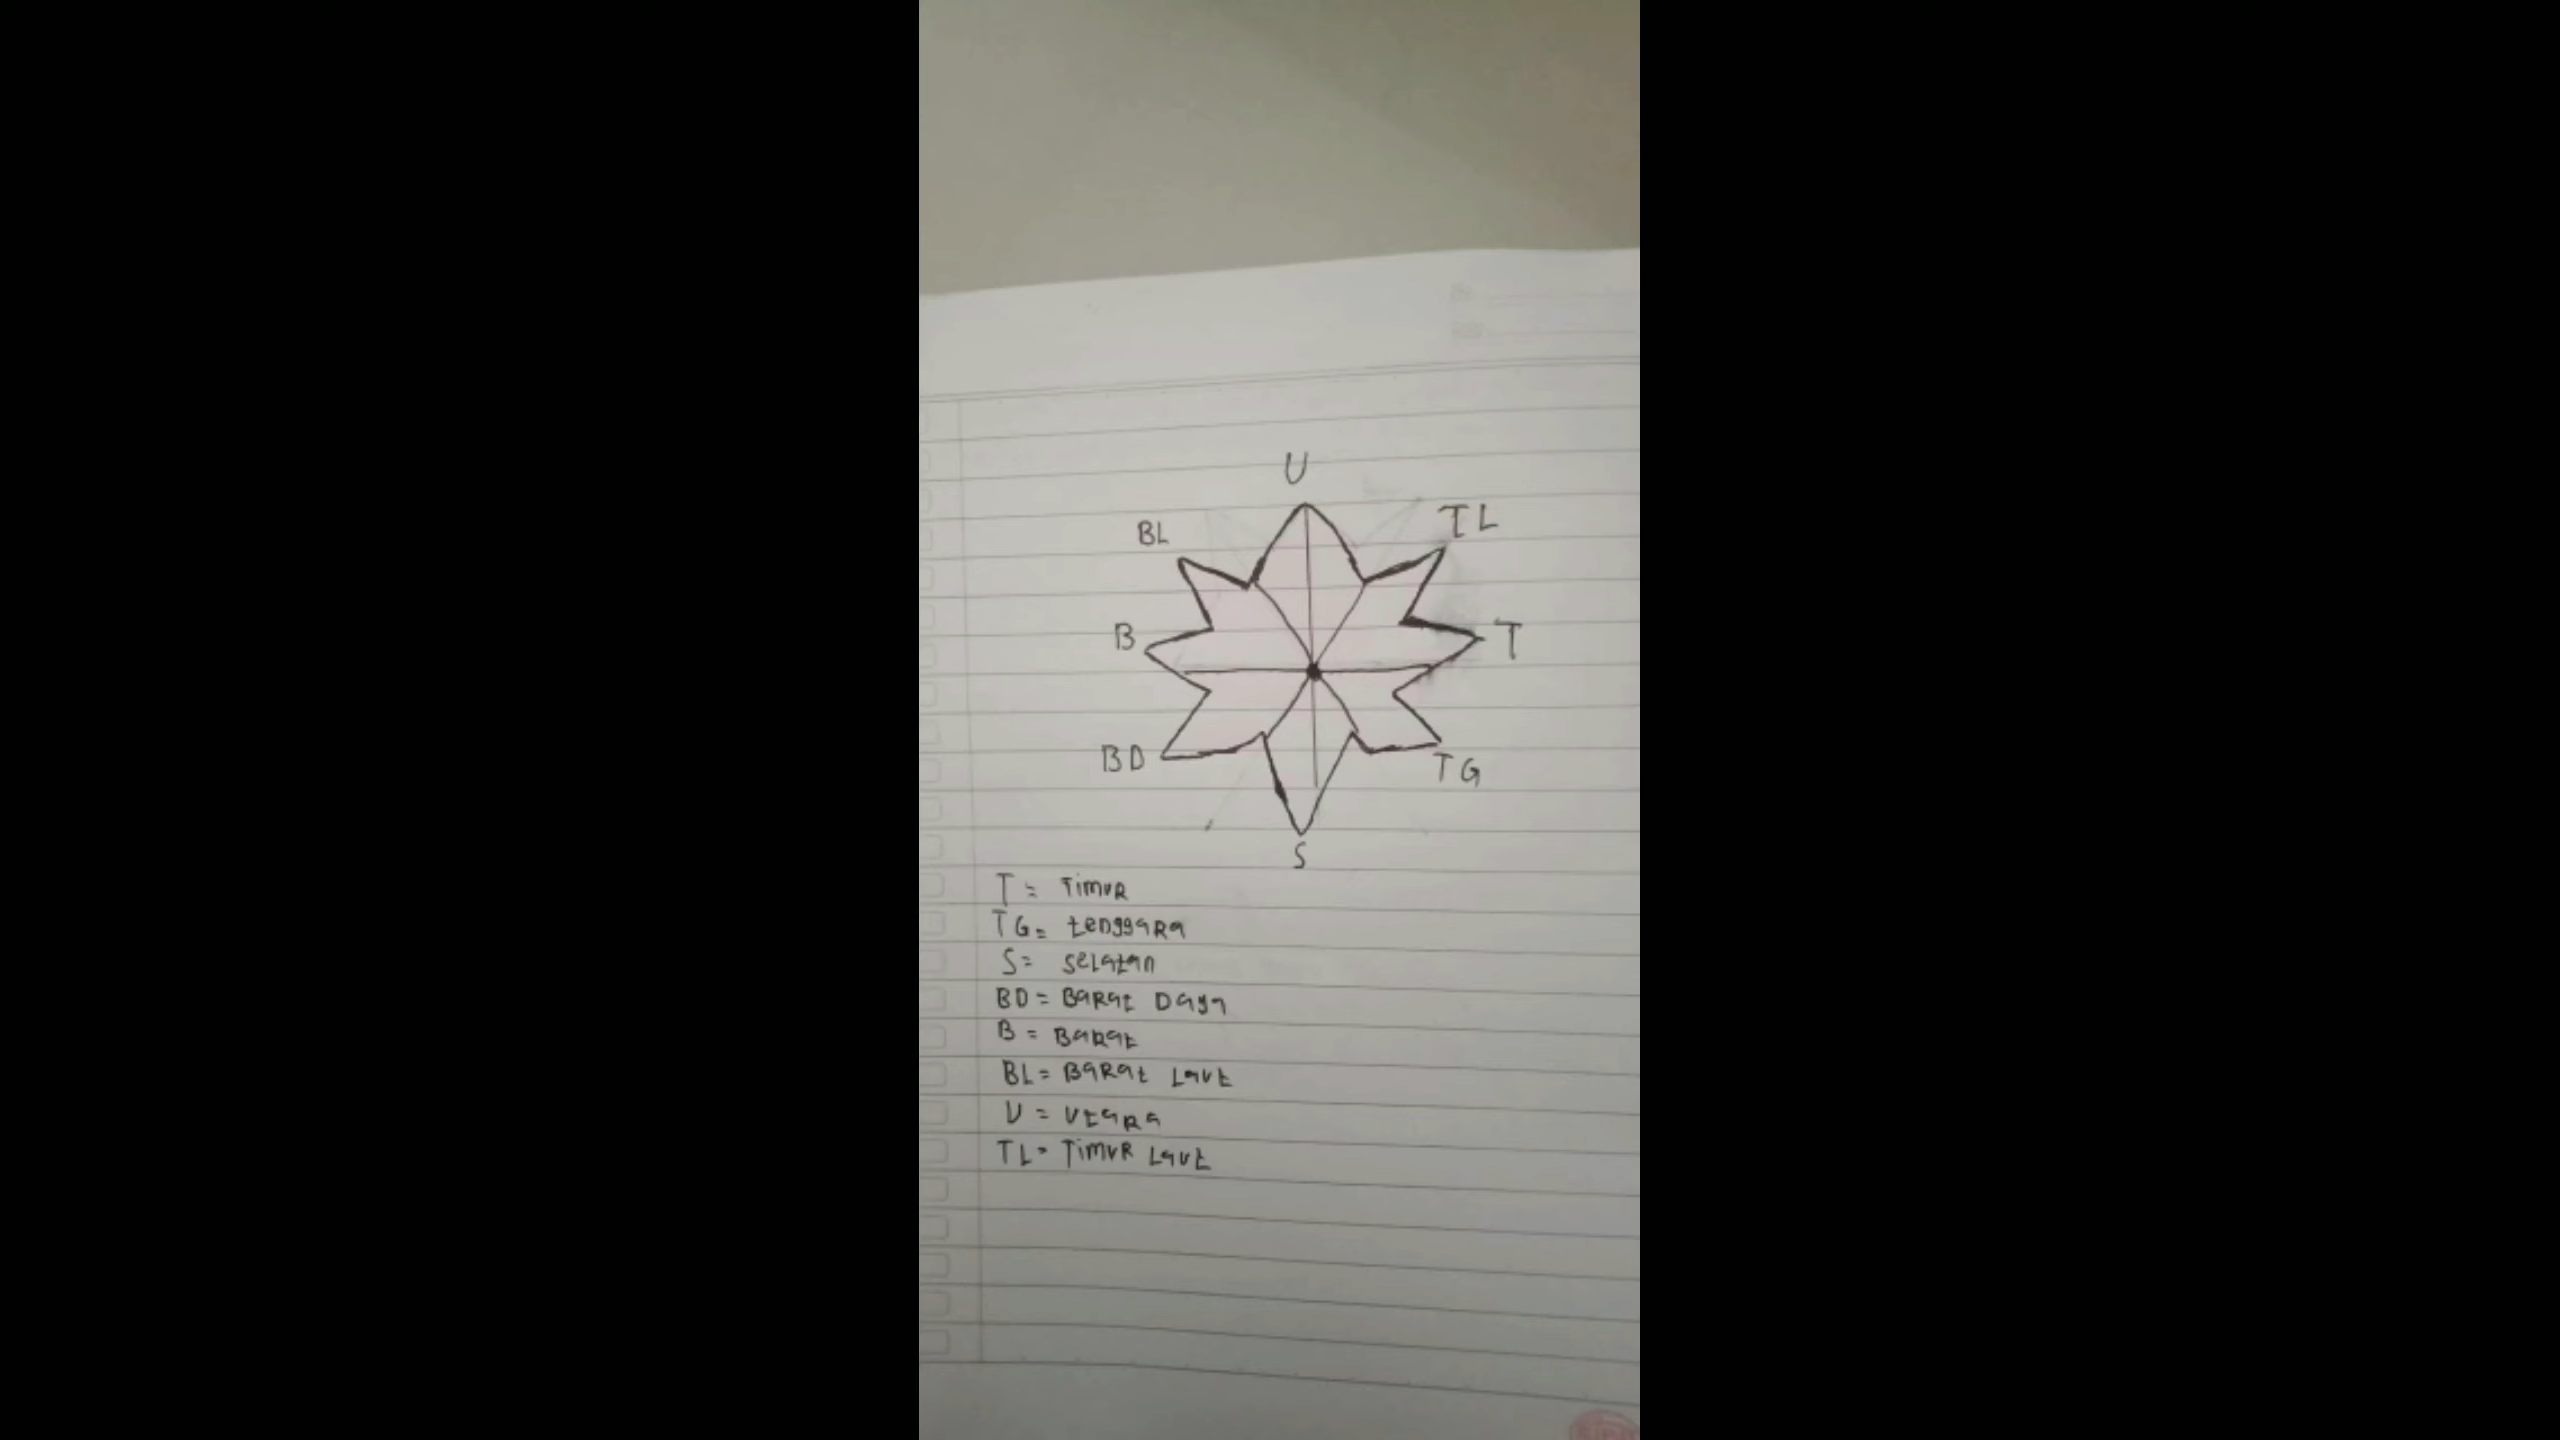 U
BL
TL
B
T
BD
TG
S
T = Timur
TG = tenggara
S = selatan
BD = Barat Daya
B = Barat
BL = Barat Laut
U = Utara
TL = Timur Laut